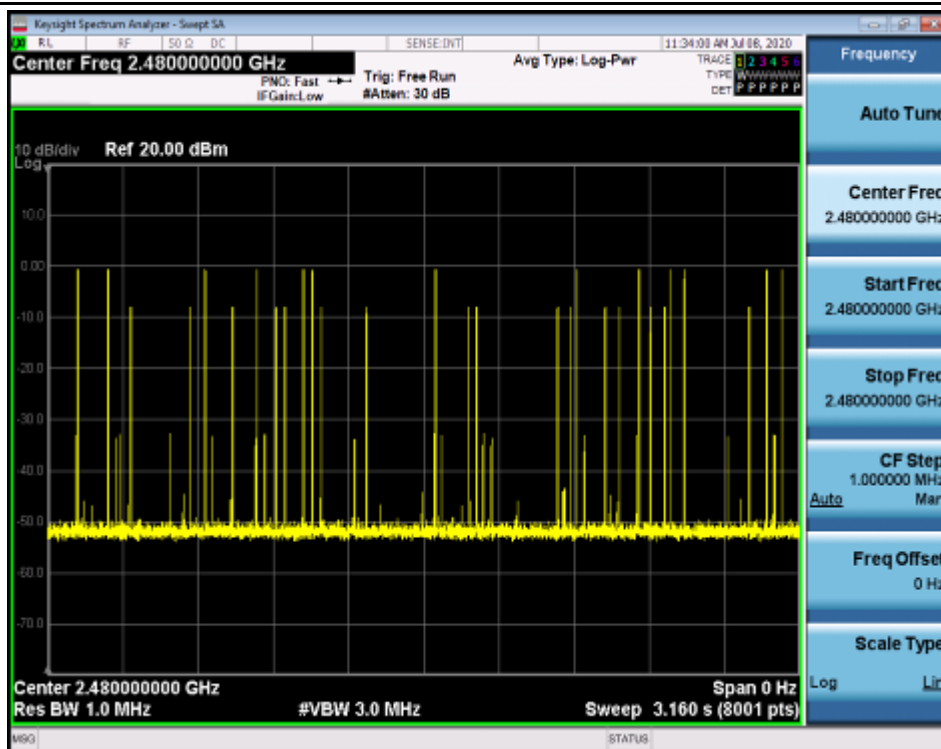 Keysight Spectrum Analyzer - Swept SA
RL RF 50 Ω DC SENSE:INT 11:34:00 AM Jul 08, 2020
Center Freq 2.480000000 GHz
PNO: Fast
IFGain:Low
Trig: Free Run
#Atten: 30 dB
Avg Type: Log-Pwr
TRACE 1 2 3 4 5 6
TYPE WWWWWW
DET P P P P P P
10 dB/div
Log
Ref 20.00 dBm
10.0
0.00
-10.0
-20.0
-30.0
-40.0
-50.0
-60.0
-70.0
Center 2.480000000 GHz
Span 0 Hz
Res BW 1.0 MHz
#VBW 3.0 MHz
Sweep 3.160 s (8001 pts)
MSG
STATUS
Frequency
Auto Tune
Center Freq
2.480000000 GHz
Start Freq
2.480000000 GHz
Stop Freq
2.480000000 GHz
CF Step
1.000000 MHz
Auto Man
Freq Offset
0 Hz
Scale Type
Log Lin